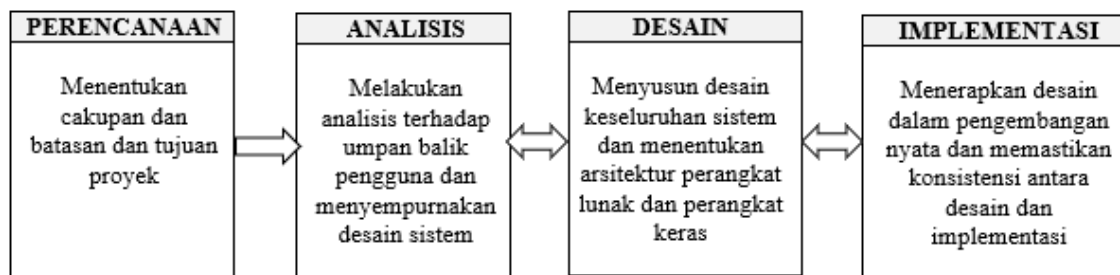 PERENCANAAN
Menentukan
cakupan dan
batasan dan tujuan
proyek
ANALISIS
Melakukan
analisis terhadap
umpan balik
pengguna dan
menyempurnakan
desain sistem
DESAIN
Menyusun desain
keseluruhan sistem
dan menentukan
arsitektur perangkat
lunak dan perangkat
keras
IMPLEMENTASI
Menerapkan desain
dalam pengembangan
nyata dan memastikan
konsistensi antara
desain dan
implementasi